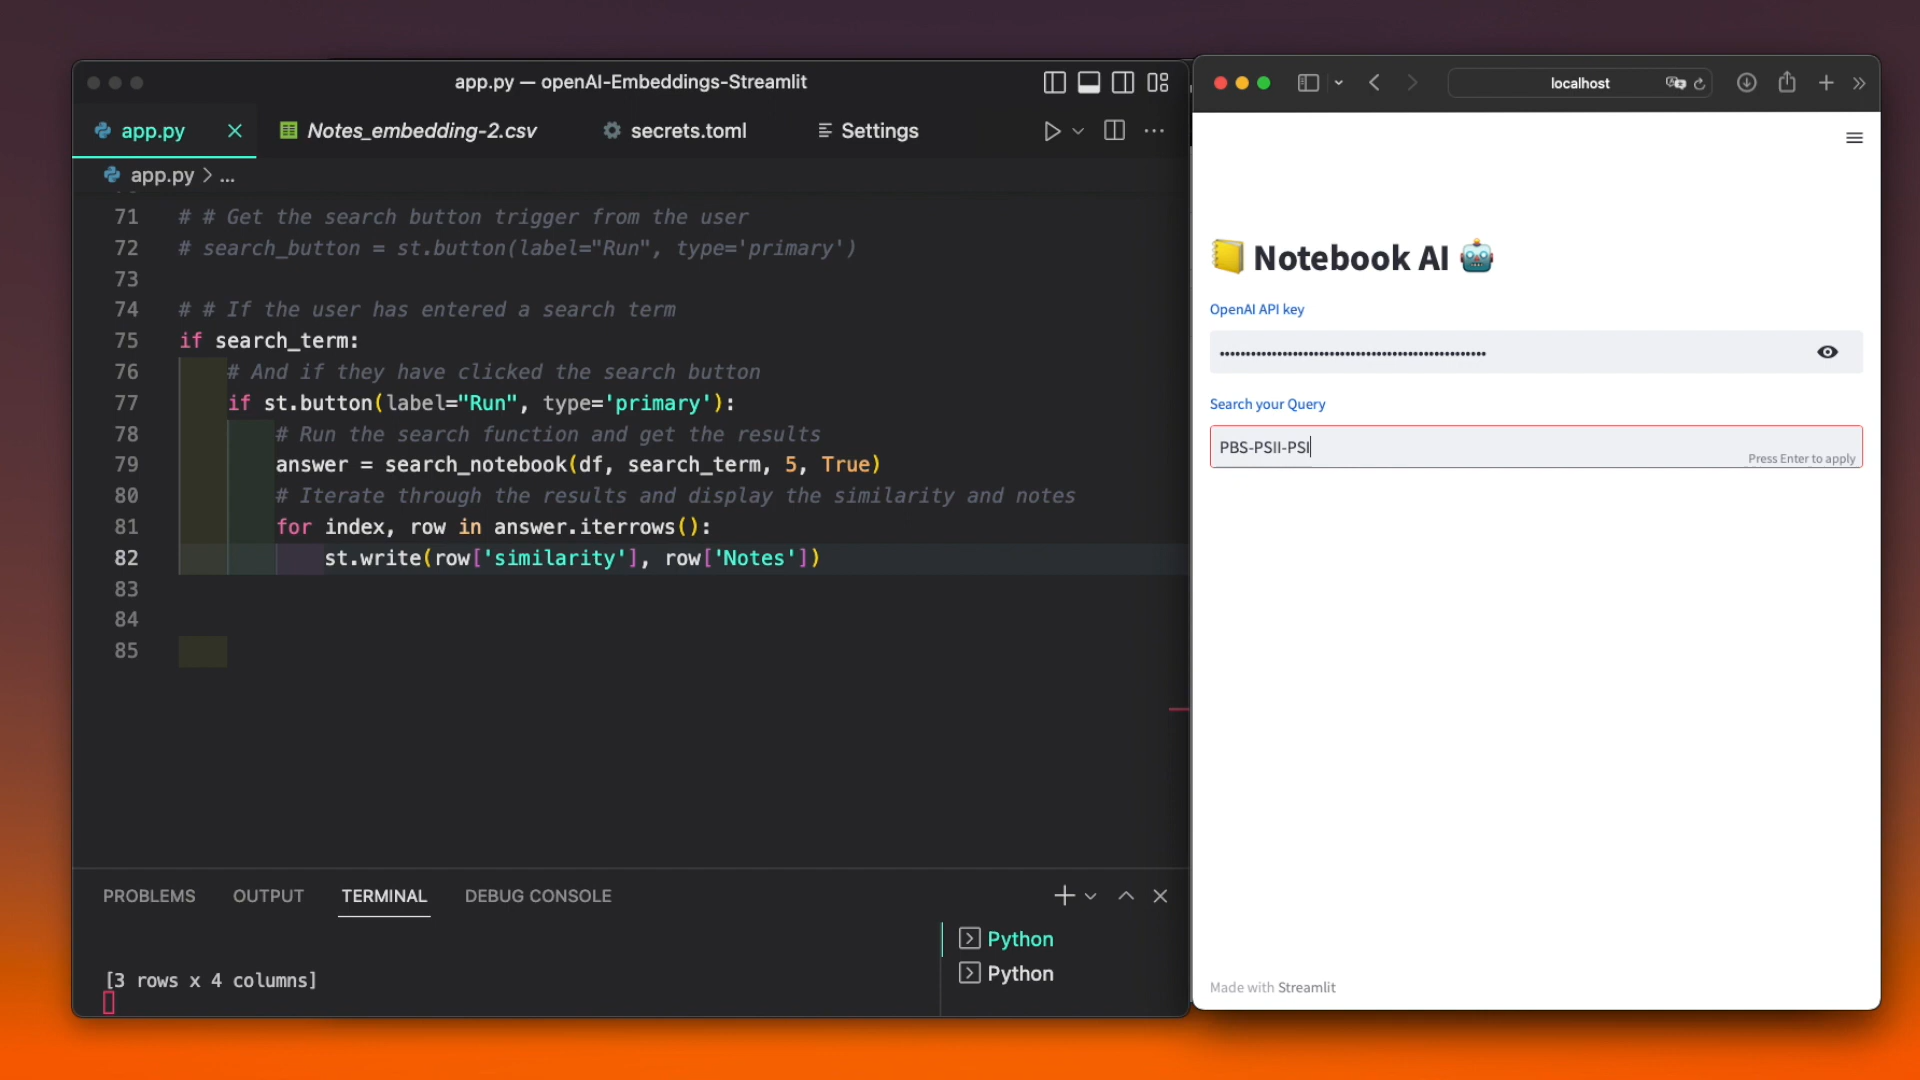 app.py — openAI-Embeddings-Streamlit
app.py
Notes_embedding-2.csv
secrets.toml
Settings
app.py > ...
71 # # Get the search button trigger from the user
72 # search_button = st.button(label="Run", type='primary')
73
74 # # If the user has entered a search term
75 if search_term:
76 # And if they have clicked the search button
77 if st.button(label="Run", type='primary'):
78 # Run the search function and get the results
79 answer = search_notebook(df, search_term, 5, True)
80 # Iterate through the results and display the similarity and notes
81 for index, row in answer.iterrows():
82 st.write(row['similarity'], row['Notes'])
83
84
85
PROBLEMS
OUTPUT
TERMINAL
DEBUG CONSOLE
[3 rows x 4 columns]
Python
Python
localhost
Notebook AI
OpenAI API key
Search your Query
PBS-PSII-PSI
Press Enter to apply
Made with Streamlit